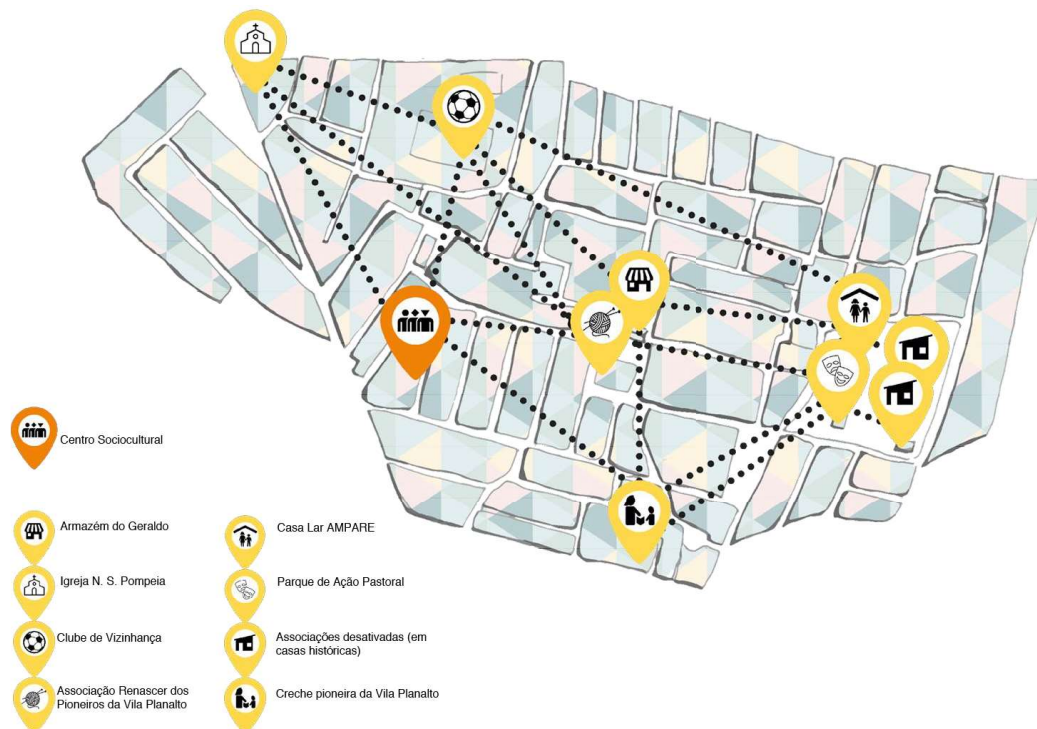 Centro Sociocultural
Armazém do Geraldo
Igreja N. S. Pompeia
Clube de Vizinhança
Associação Renascer dos
Pioneiros da Vila Planalto
Casa Lar AMPARE
Parque de Ação Pastoral
Associações desativadas (em
casas históricas)
Creche pioneira da Vila Planalto